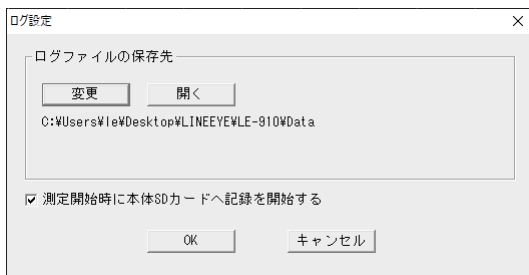 ログ設定
ログファイルの保存先
変更 開く
C:¥Users¥le¥Desktop¥LINEEYE¥LE-910¥Data
測定開始時に本体SDカードへ記録を開始する
OK キャンセル